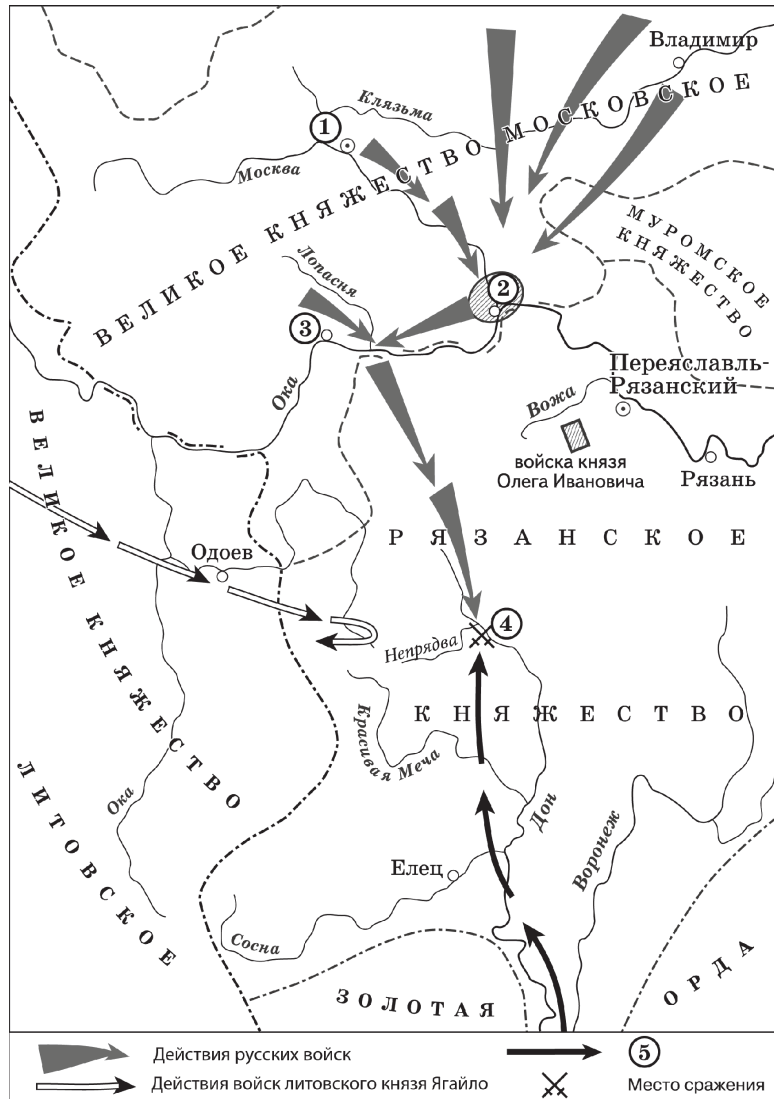 Владимир
Клязьма
1
Москва
ВЕЛИКОЕ КНЯЖЕСТВО МОСКОВСКОЕ
МУРОМСКОЕ
КНЯЖЕСТВО
Лопасня
2
3
Ока
Переяславль-
Рязанский
Вожа
войска князя
Олега Ивановича
Рязань
ВЕЛИКОЕ КНЯЖЕСТВО
ЛИТОВСКОЕ
Одоев
РЯЗАНСКОЕ
4
Непрядва
КНЯЖЕСТВО
Красивая Меча
Ока
Дон
Воронеж
Елец
Сосна
ЗОЛОТАЯ
ОРДА
Действия русских войск
5
Действия войск литовского князя Ягайло
Место сражения